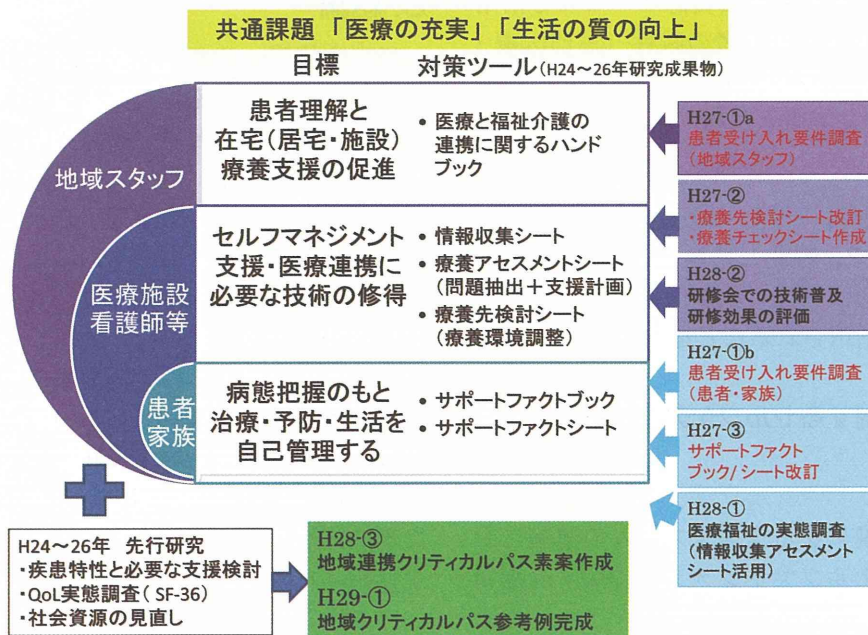 共通課題 「医療の充実」「生活の質の向上」
目標
対策ツール(H24～26年研究成果物)
地域スタッフ
医療施設
看護師等
患者
家族
患者理解と
在宅(居宅・施設)
療養支援の促進
• 医療と福祉介護の
連携に関するハンド
ブック
セルフマネジメント
支援・医療連携に
必要な技術の修得
• 情報収集シート
• 療養アセスメントシート
(問題抽出＋支援計画)
• 療養先検討シート
(療養環境調整)
病態把握のもと
治療・予防・生活を
自己管理する
• サポートファクトブック
• サポートファクトシート
H27-①a
患者受け入れ要件調査
(地域スタッフ)
H27-②
・療養先検討シート改訂
・療養チェックシート作成
H28-②
研修会での技術普及
研修効果の評価
H27-①b
患者受け入れ要件調査
(患者・家族)
H27-③
サポートファクト
ブック/シート改訂
H28-①
医療福祉の実態調査
(情報収集アセスメント
シート活用)
H24～26年 先行研究
・疾患特性と必要な支援検討
・QoL実態調査( SF-36)
・社会資源の見直し
H28-③
地域連携クリティカルパス素案作成
H29-①
地域クリティカルパス参考例完成